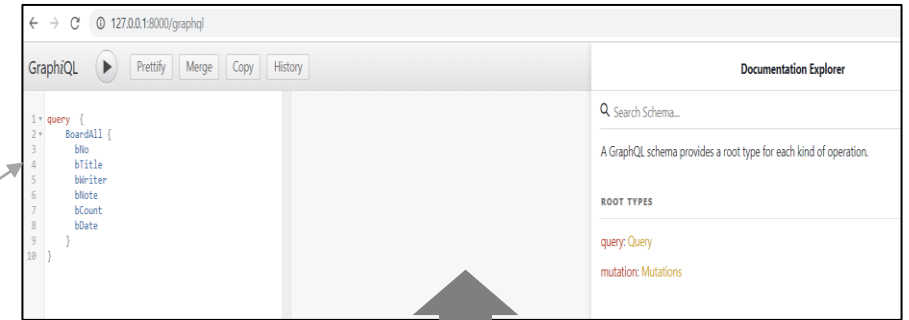 127.0.0.1:8000/graphql
GraphiQL Prettify Merge Copy History
Documentation Explorer
Search Schema...
A GraphQL schema provides a root type for each kind of operation.
ROOT TYPES
query: Query
mutation: Mutations
1 query {
2 BoardAll {
3 bNo
4 bTitle
5 bWriter
6 bNote
7 bCount
8 bDate
9 }
10 }